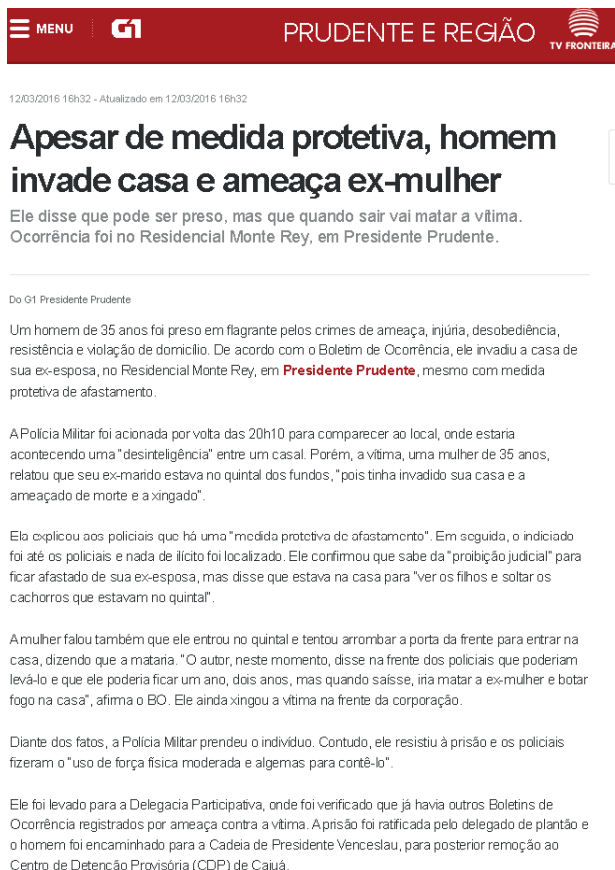 MENU G1 PRUDENTE E REGIÃO TV FRONTEIRA
12/03/2016 16h32 - Atualizado em 12/03/2016 16h32
Apesar de medida protetiva, homem
invade casa e ameaça ex-mulher
Ele disse que pode ser preso, mas que quando sair vai matar a vítima.
Ocorrência foi no Residencial Monte Rey, em Presidente Prudente.
Do G1 Presidente Prudente
Um homem de 35 anos foi preso em flagrante pelos crimes de ameaça, injúria, desobediência,
resistência e violação de domicílio. De acordo com o Boletim de Ocorrência, ele invadiu a casa de
sua ex-esposa, no Residencial Monte Rey, em Presidente Prudente, mesmo com medida
protetiva de afastamento.
A Polícia Militar foi acionada por volta das 20h10 para comparecer ao local, onde estaria
acontecendo uma "desinteligência" entre um casal. Porém, a vítima, uma mulher de 35 anos,
relatou que seu ex-marido estava no quintal dos fundos, "pois tinha invadido sua casa e a
ameaçado de morte e a xingado".
Ela explicou aos policiais que há uma "medida protetiva de afastamento". Em seguida, o indiciado
foi até os policiais e nada de ilícito foi localizado. Ele confirmou que sabe da "proibição judicial" para
ficar afastado de sua ex-esposa, mas disse que estava na casa para "ver os filhos e soltar os
cachorros que estavam no quintal".
A mulher falou também que ele entrou no quintal e tentou arrombar a porta da frente para entrar na
casa, dizendo que a mataria. "O autor, neste momento, disse na frente dos policiais que poderiam
levá-lo e que ele poderia ficar um ano, dois anos, mas quando saísse, iria matar a ex-mulher e botar
fogo na casa", afirma o BO. Ele ainda xingou a vítima na frente da corporação.
Diante dos fatos, a Polícia Militar prendeu o indivíduo. Contudo, ele resistiu à prisão e os policiais
fizeram o "uso de força física moderada e algemas para contê-lo".
Ele foi levado para a Delegacia Participativa, onde foi verificado que já havia outros Boletins de
Ocorrência registrados por ameaça contra a vítima. A prisão foi ratificada pelo delegado de plantão e
o homem foi encaminhado para a Cadeia de Presidente Venceslau, para posterior remoção ao
Centro de Detenção Provisória (CDP) de Caiuá.